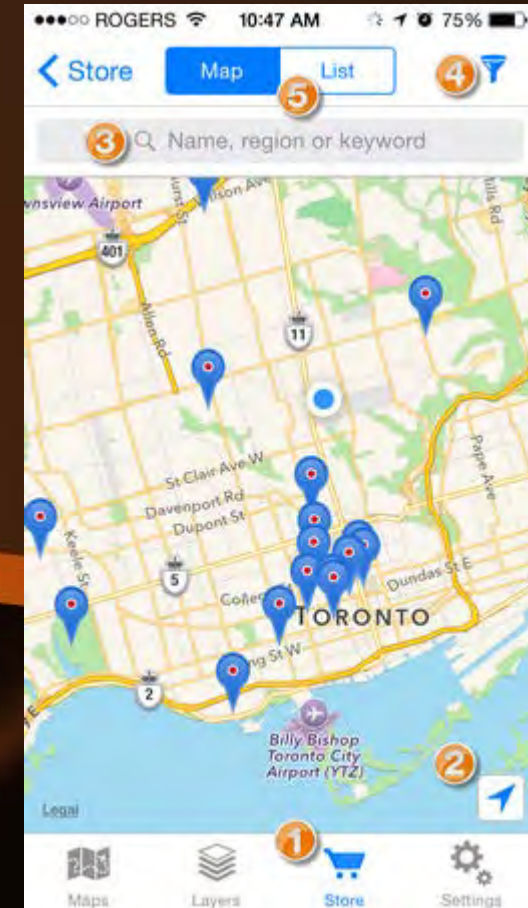 ROGERS 10:47 AM 75%
Store Map List 4
5
3 Name, region or keyword
wnsview Airport
401
Allen Rd
11
St Clair Ave W
Davenport Rd
Dupont St
Pape Ave
Keele St
5
Dundas St E
TORONTO
2
Billy Bishop
Toronto City
Airport (YTZ)
2
Legal
1
Maps Layers Store Settings